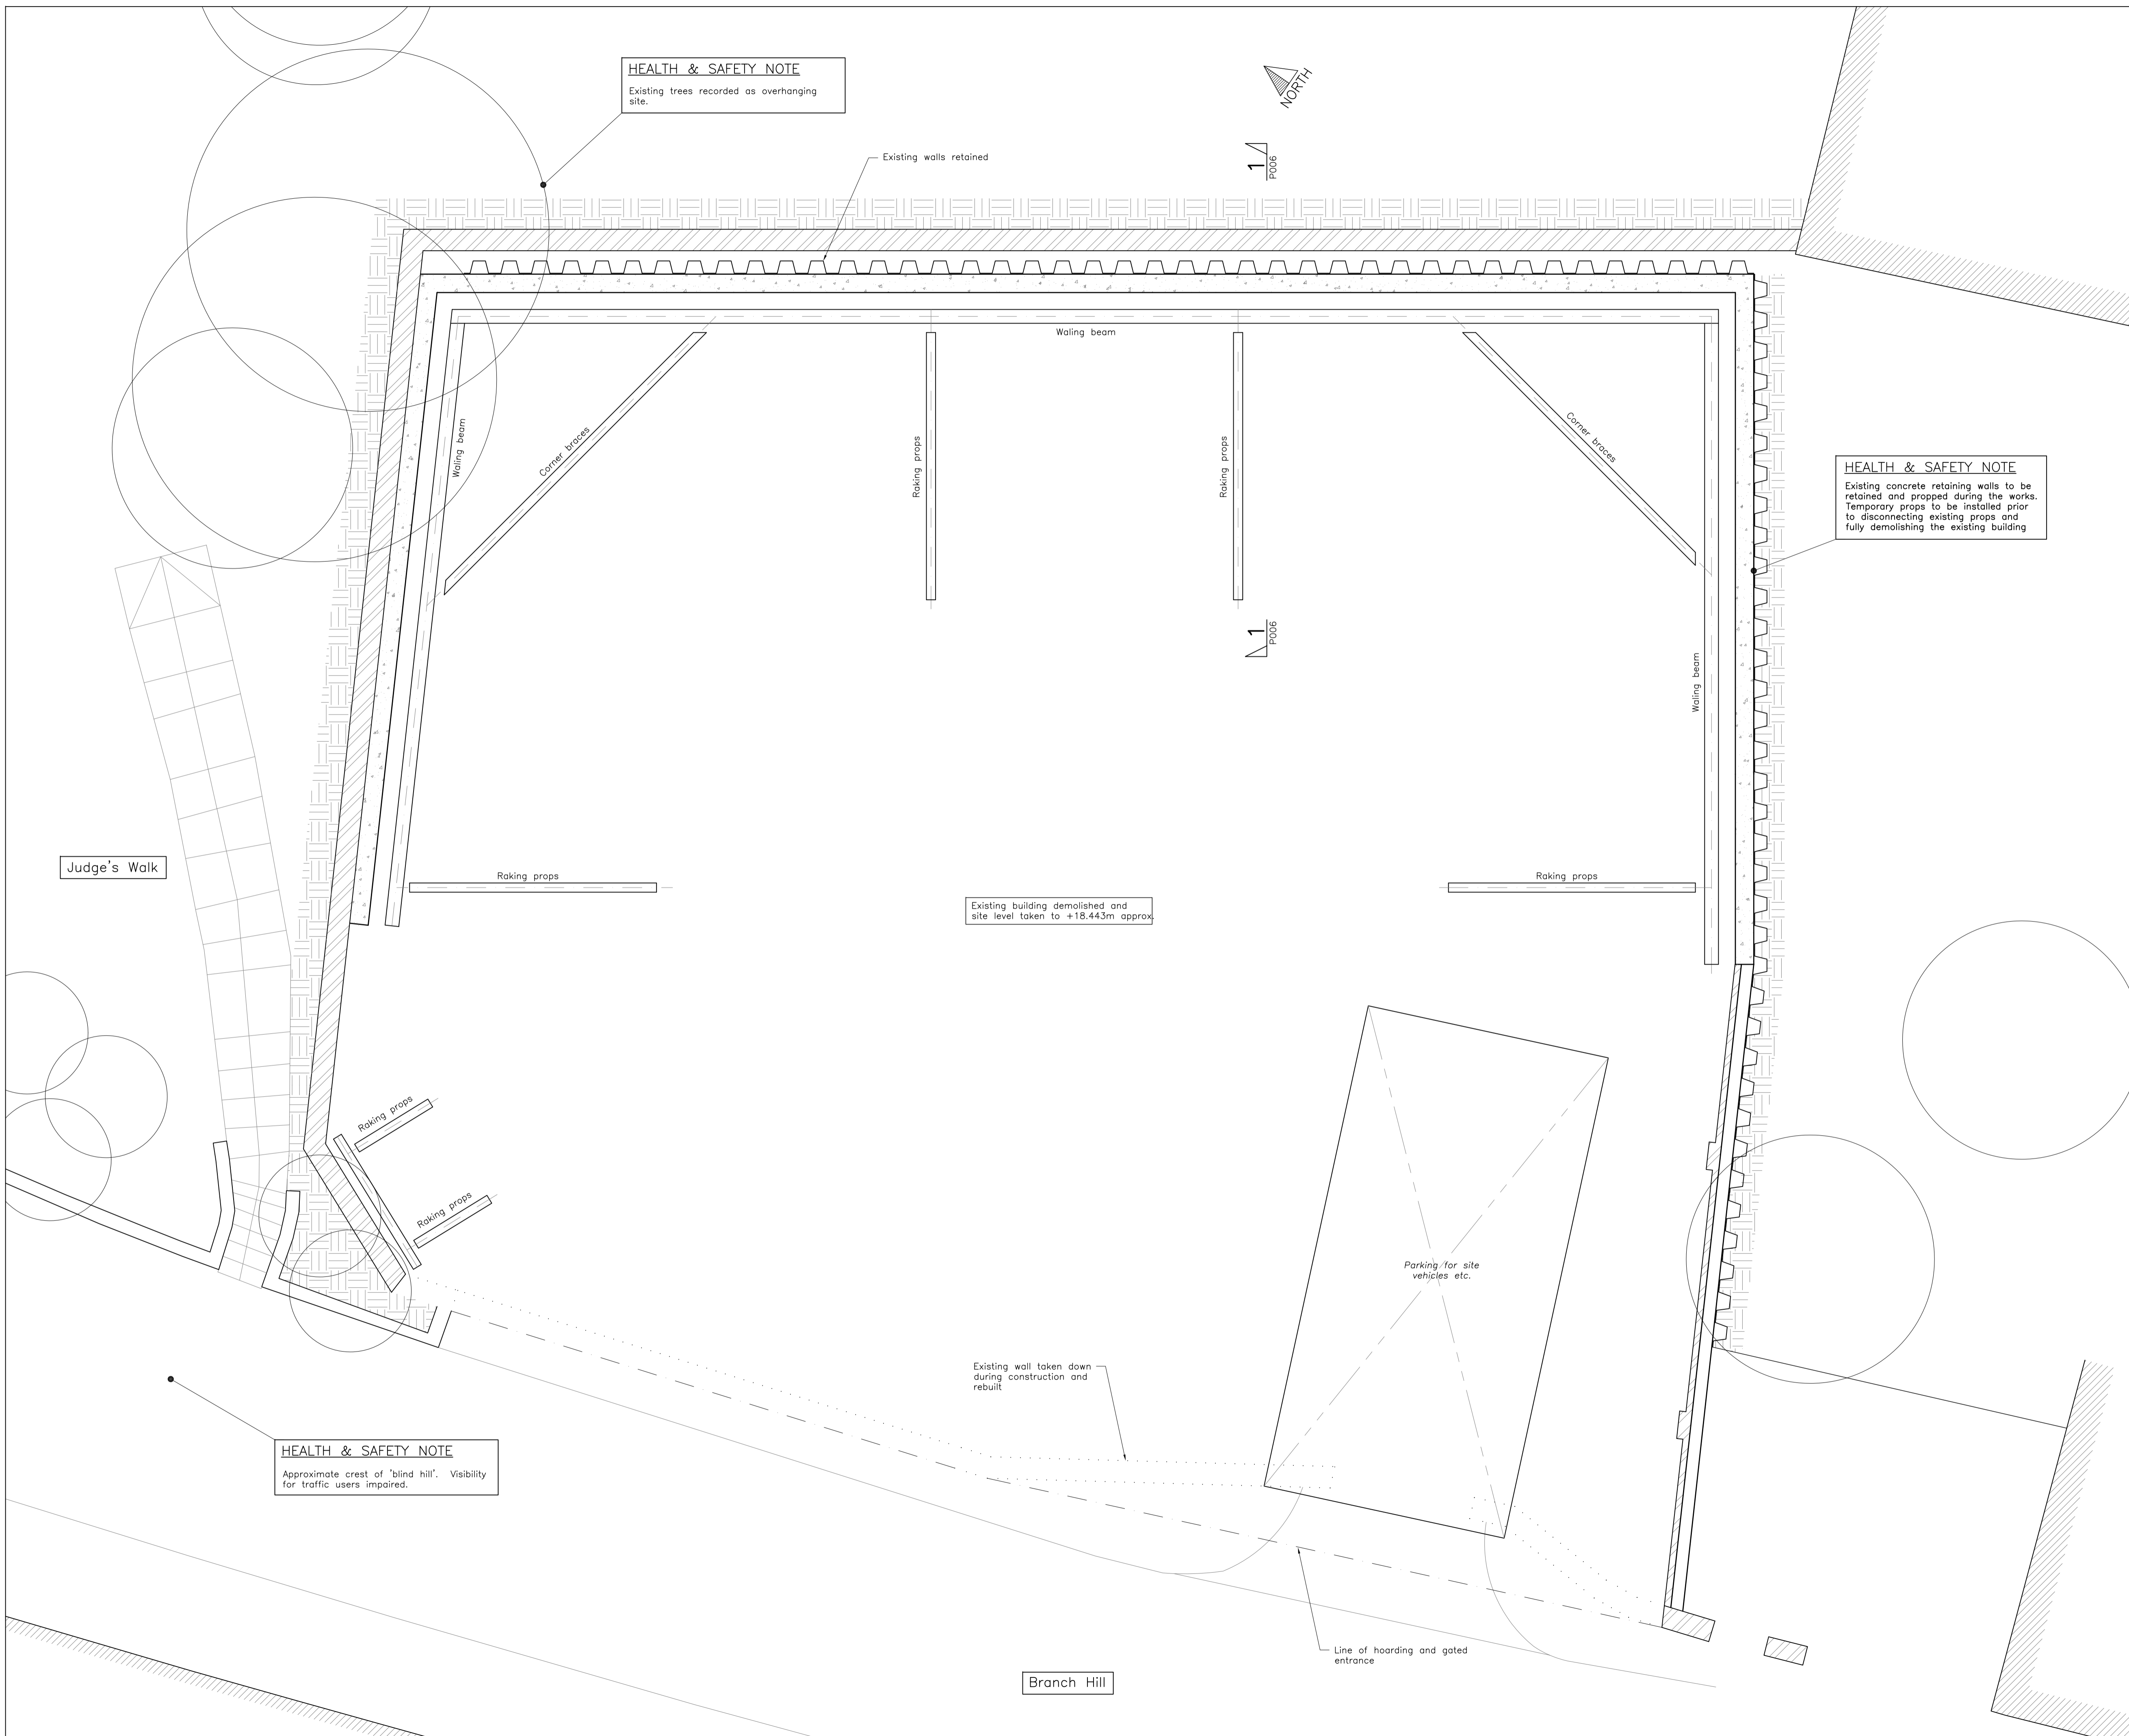 HEALTH & SAFETY NOTE
Existing trees recorded as overhanging
site.
NORTH
Existing walls retained
1
P006
Waling beam
Waling beam
Corner braces
Raking props
Raking props
Corner braces
HEALTH & SAFETY NOTE
Existing concrete retaining walls to be
retained and propped during the works.
Temporary props to be installed prior
to disconnecting existing props and
fully demolishing the existing building
1
P006
Waling beam
Judge's Walk
Raking props
Raking props
Existing building demolished and
site level taken to +18.443m approx.
Raking props
Raking props
Parking for site
vehicles etc.
Existing wall taken down
during construction and
rebuilt
HEALTH & SAFETY NOTE
Approximate crest of 'blind hill'. Visibility
for traffic users impaired.
Line of hoarding and gated
entrance
Branch Hill